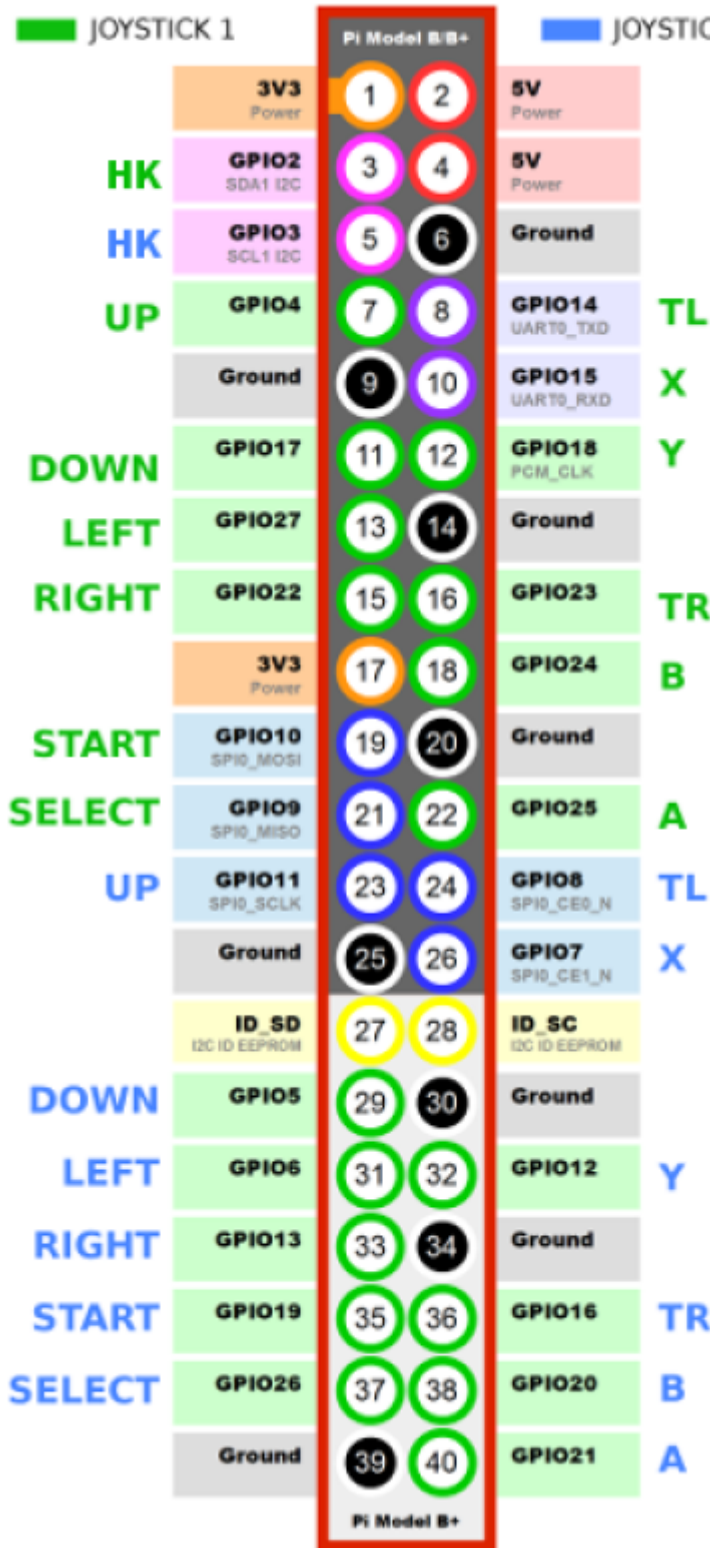 JOYSTICK 1 Pi Model B/B+ JOYSTIC
3V3 Power 1 2 5V Power
HK GPIO2 SDA1 I2C 3 4 5V Power
HK GPIO3 SCL1 I2C 5 6 Ground
UP GPIO4 7 8 GPIO14 UART0_TXD TL
Ground 9 10 GPIO15 UART0_RXD X
DOWN GPIO17 11 12 GPIO18 PCM_CLK Y
LEFT GPIO27 13 14 Ground
RIGHT GPIO22 15 16 GPIO23 TR
3V3 Power 17 18 GPIO24 B
START GPIO10 SPI0_MOSI 19 20 Ground
SELECT GPIO9 SPI0_MISO 21 22 GPIO25 A
UP GPIO11 SPI0_SCLK 23 24 GPIO8 SPI0_CE0_N TL
Ground 25 26 GPIO7 SPI0_CE1_N X
ID_SD I2C ID EEPROM 27 28 ID_SC I2C ID EEPROM
DOWN GPIO5 29 30 Ground
LEFT GPIO6 31 32 GPIO12 Y
RIGHT GPIO13 33 34 Ground
START GPIO19 35 36 GPIO16 TR
SELECT GPIO26 37 38 GPIO20 B
Ground 39 40 GPIO21 A
Pi Model B+